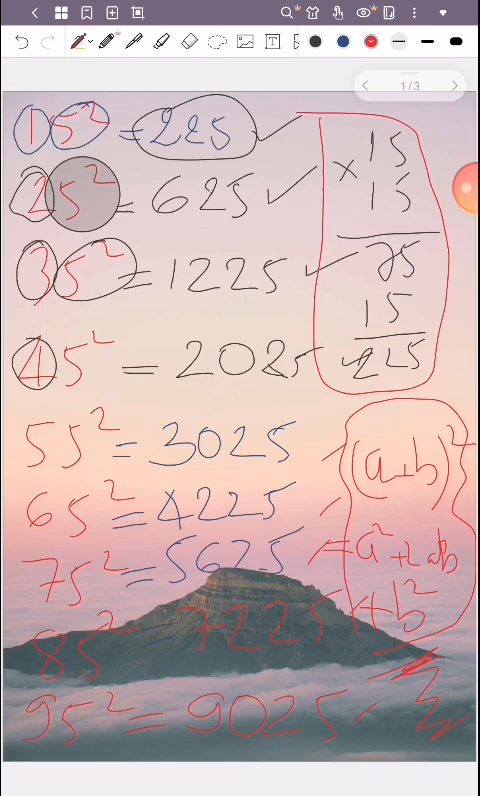 1/3
15² = 225
25² = 625
35² = 1225
45² = 2025
55² = 3025
65² = 4225
75² = 5625
85² = 7225
95² = 9025
15
× 15
75
15
225
(a+b)²
= a² + 2ab
+ b²